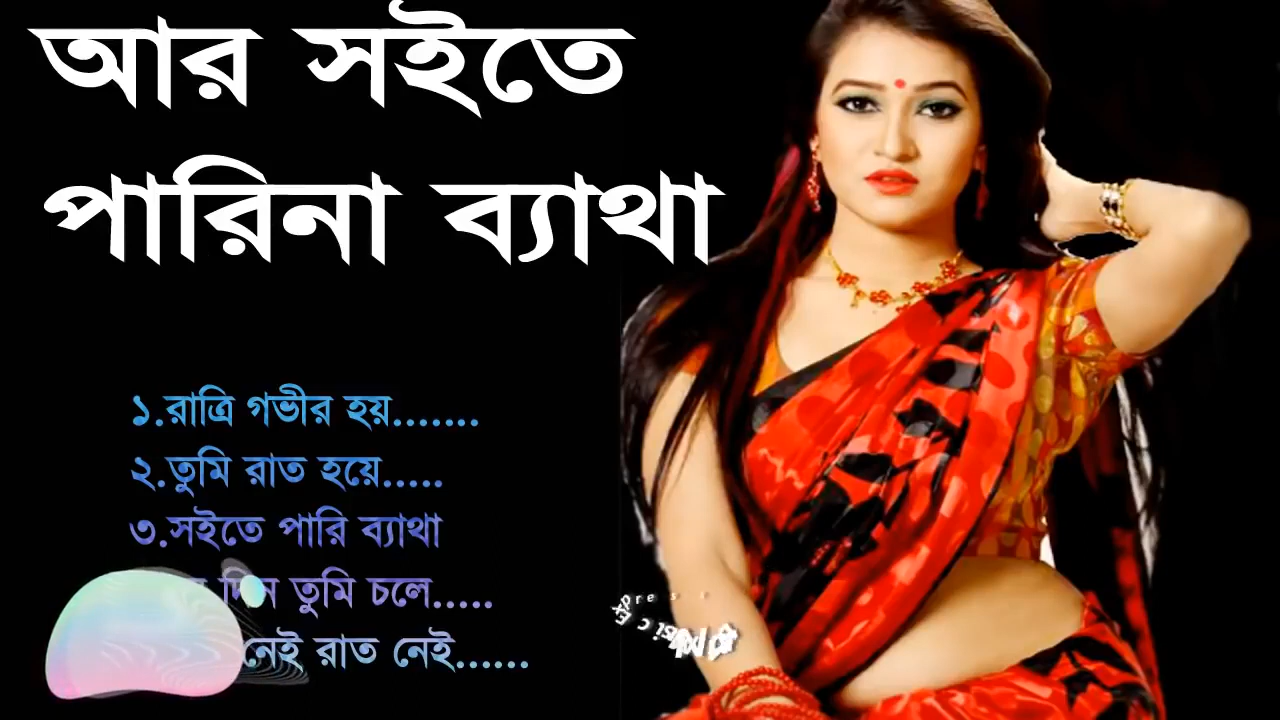 আর সইতে
পারিনা ব্যাথা
১.রাত্রি গভীর হয়.......
২.তুমি রাত হয়ে.....
৩.সইতে পারি ব্যাথা
দিন তুমি চলে.....
নেই রাত নেই......